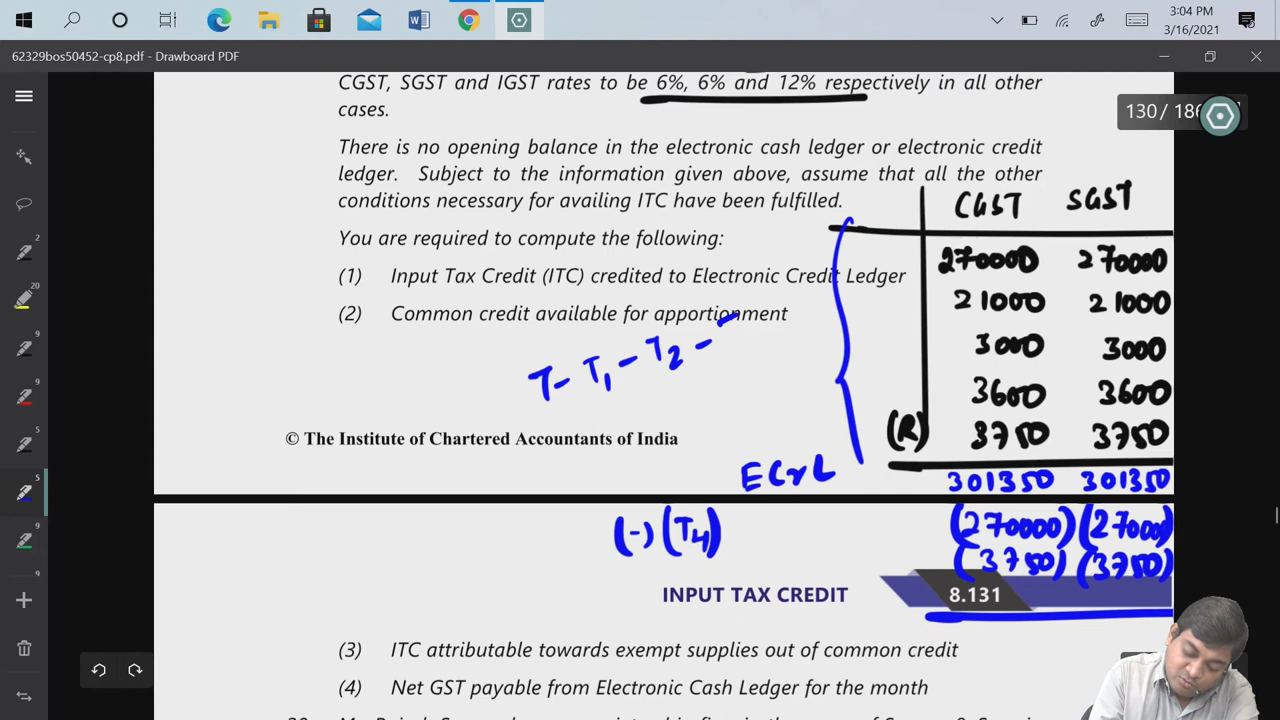 3:04 PM
3/16/2021
62329bos50452-cp8.pdf - Drawboard PDF
CGST, SGST and IGST rates to be 6%, 6% and 12% respectively in all other
cases.
130 / 186
There is no opening balance in the electronic cash ledger or electronic credit
ledger. Subject to the information given above, assume that all the other
conditions necessary for availing ITC have been fulfilled.
CGST SGST
You are required to compute the following:
270000 270000
(1) Input Tax Credit (ITC) credited to Electronic Credit Ledger
21000 21000
(2) Common credit available for apportionment
3000 3000
T - T1 - T2 -
3600 3600
(R) 3750 3750
© The Institute of Chartered Accountants of India
ECrL 301350 301350
(-) (T4) (270000) (27000)
(3750) (3750)
INPUT TAX CREDIT 8.131
(3) ITC attributable towards exempt supplies out of common credit
(4) Net GST payable from Electronic Cash Ledger for the month